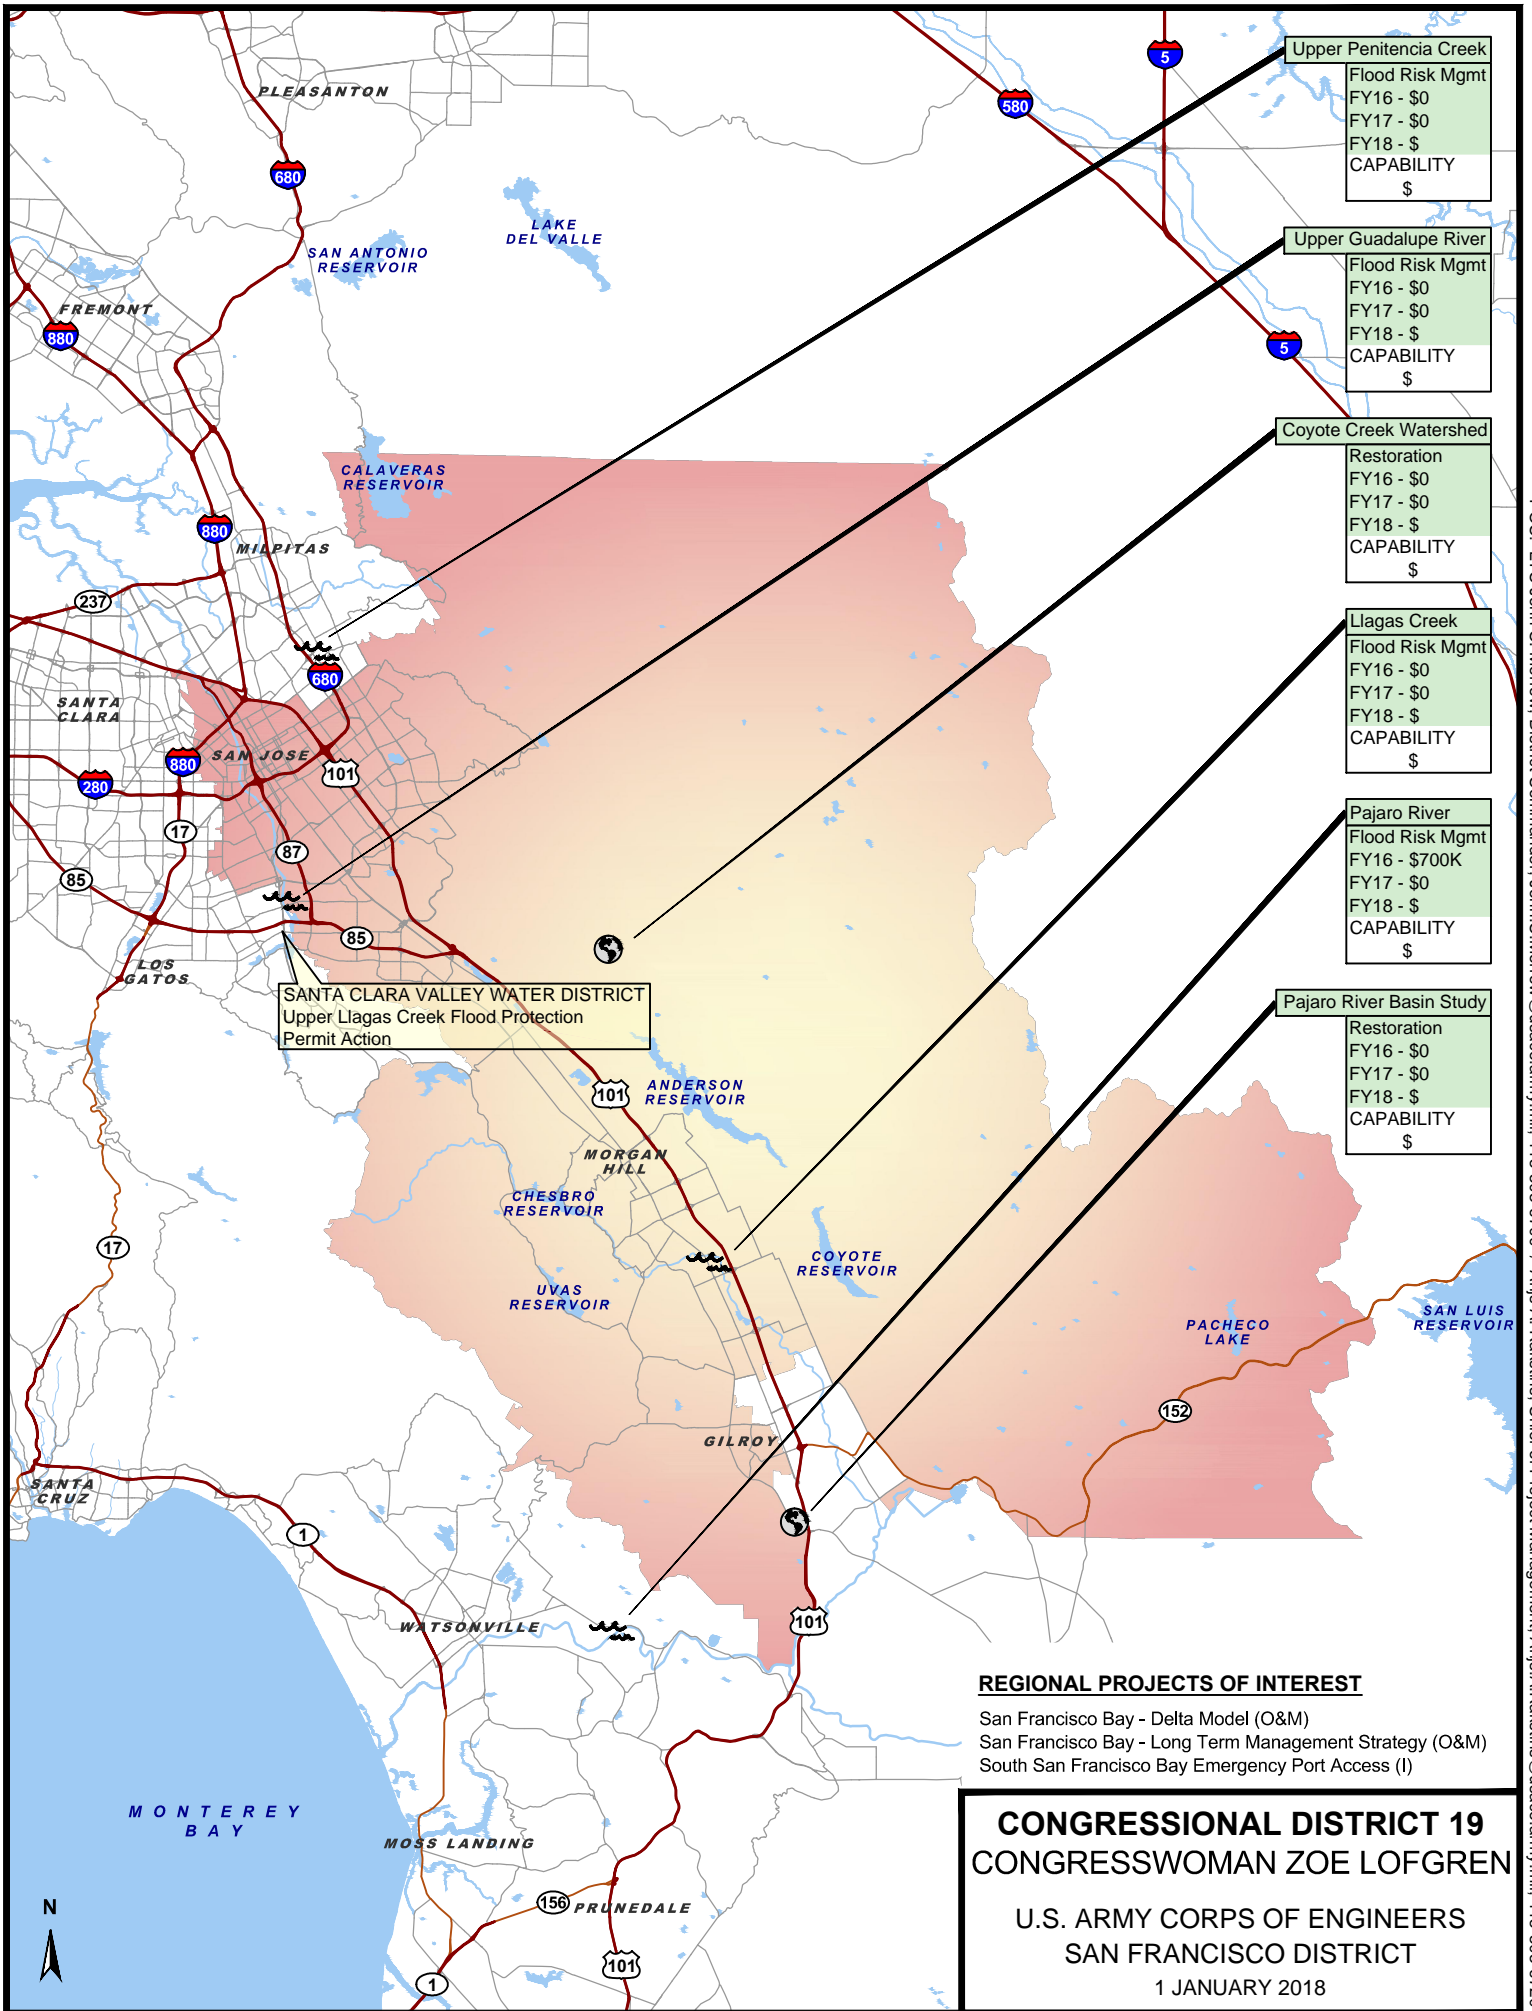 PLEASANTON
5
580
680
LAKE
DEL VALLE
SAN ANTONIO
RESERVOIR
FREMONT
880
5
CALAVERAS
RESERVOIR
880
MILPITAS
237
680
SANTA
CLARA
SAN JOSE
880
101
280
17
87
85
85
LOS
GATOS
SANTA CLARA VALLEY WATER DISTRICT
Upper Llagas Creek Flood Protection
Permit Action
101
ANDERSON
RESERVOIR
MORGAN
HILL
CHESBRO
RESERVOIR
17
COYOTE
RESERVOIR
UVAS
RESERVOIR
PACHECO
LAKE
SAN LUIS
RESERVOIR
152
GILROY
SANTA
CRUZ
1
WATSONVILLE
101
MONTEREY
BAY
MOSS LANDING
156
PRUNEDALE
101
1
N
Upper Penitencia Creek
Flood Risk Mgmt
FY16 - $0
FY17 - $0
FY18 - $
CAPABILITY
$
Upper Guadalupe River
Flood Risk Mgmt
FY16 - $0
FY17 - $0
FY18 - $
CAPABILITY
$
Coyote Creek Watershed
Restoration
FY16 - $0
FY17 - $0
FY18 - $
CAPABILITY
$
Llagas Creek
Flood Risk Mgmt
FY16 - $0
FY17 - $0
FY18 - $
CAPABILITY
$
Pajaro River
Flood Risk Mgmt
FY16 - $700K
FY17 - $0
FY18 - $
CAPABILITY
$
Pajaro River Basin Study
Restoration
FY16 - $0
FY17 - $0
FY18 - $
CAPABILITY
$
REGIONAL PROJECTS OF INTEREST
San Francisco Bay - Delta Model (O&M)
San Francisco Bay - Long Term Management Strategy (O&M)
South San Francisco Bay Emergency Port Access (I)
CONGRESSIONAL DISTRICT 19
CONGRESSWOMAN ZOE LOFGREN
U.S. ARMY CORPS OF ENGINEERS
SAN FRANCISCO DISTRICT
1 JANUARY 2018